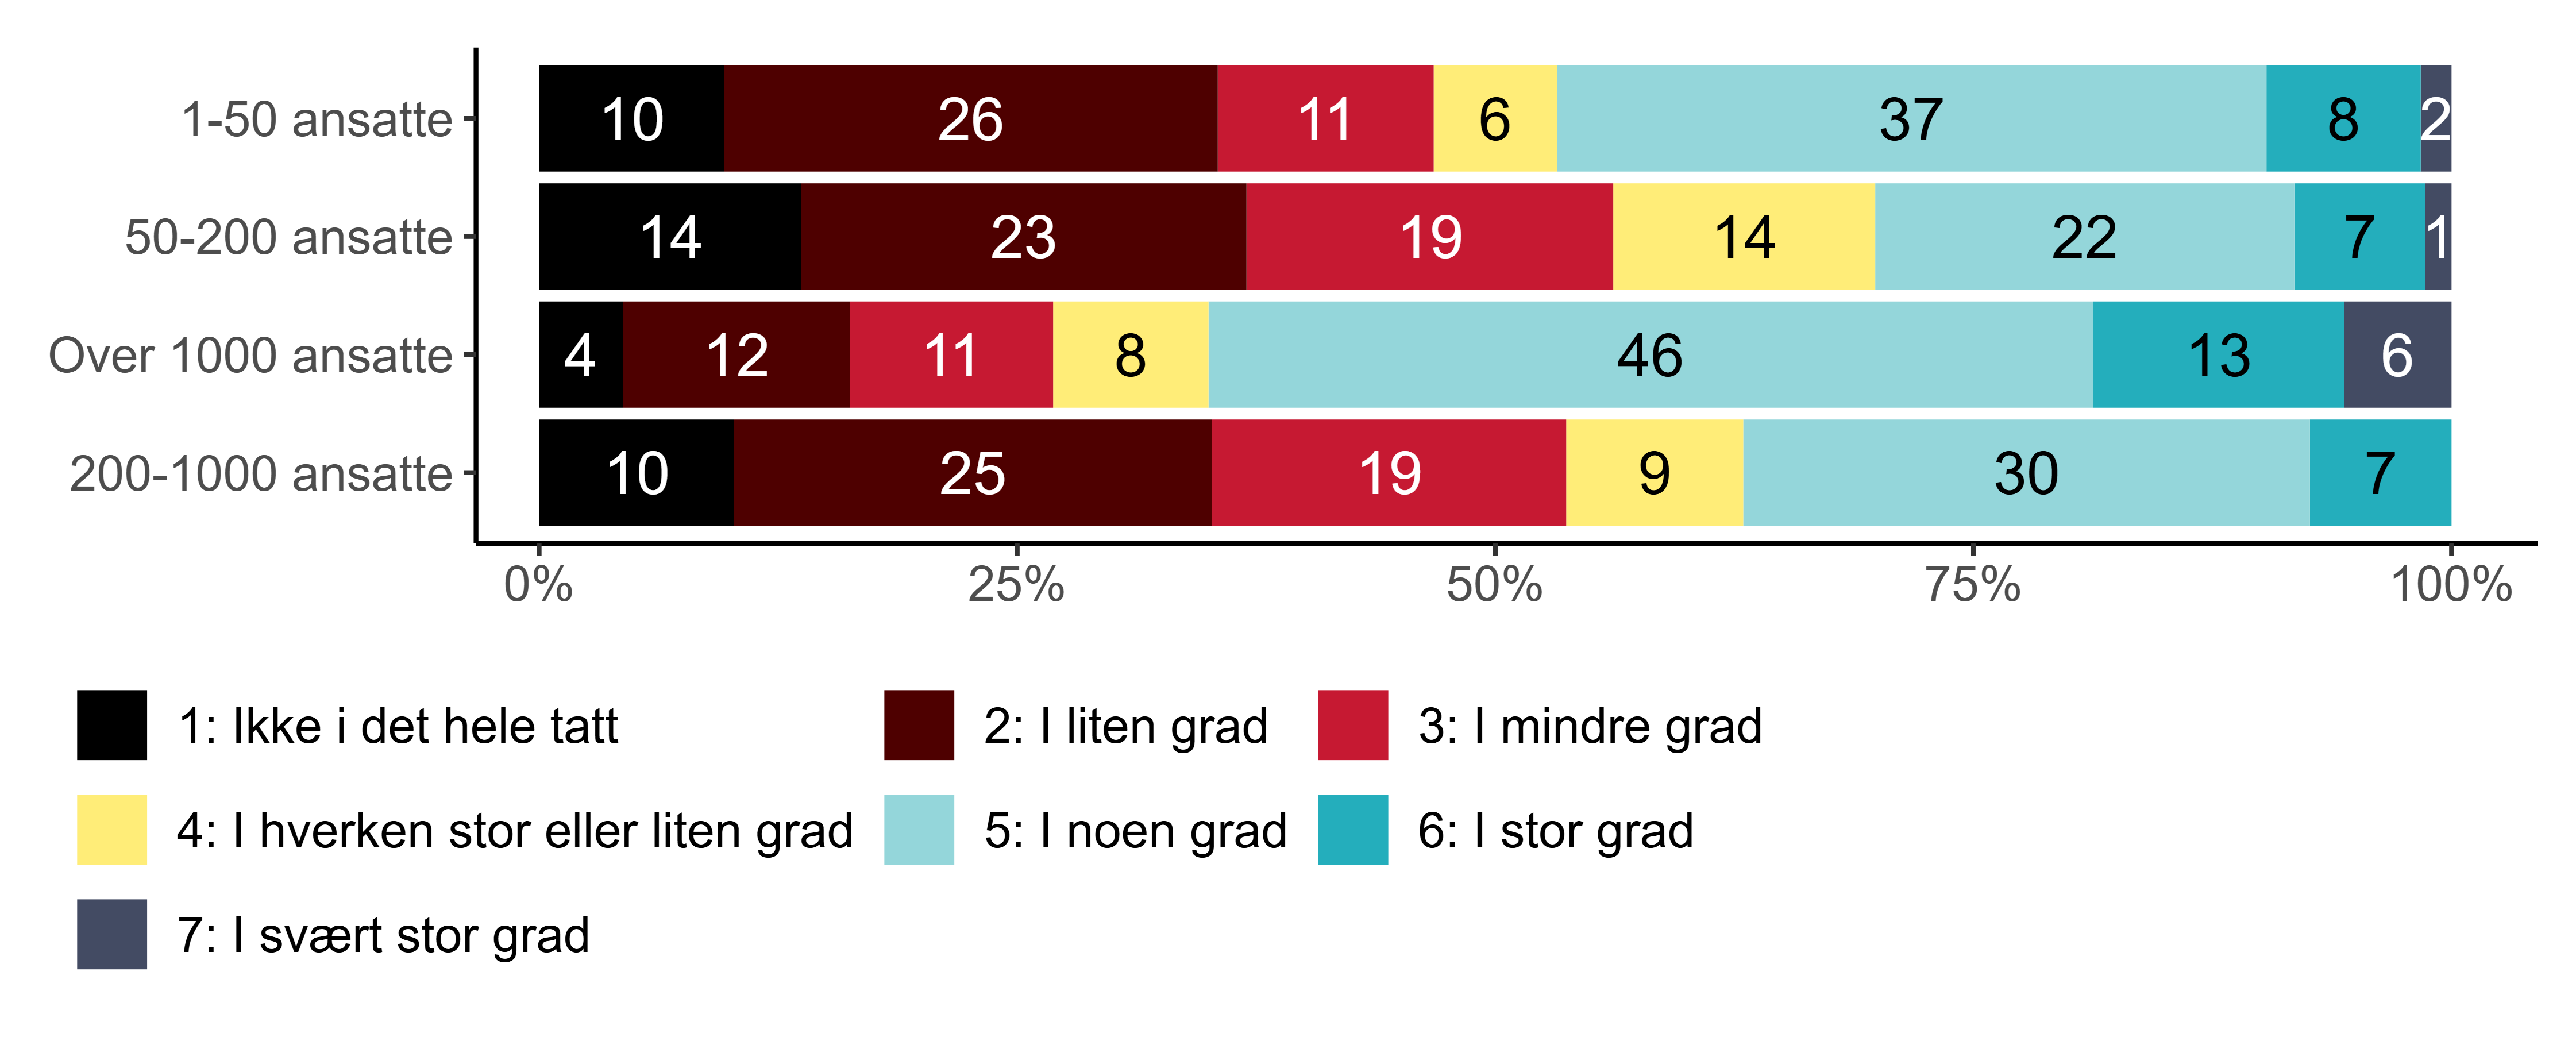 1-50 ansatte 10 26 11 6 37 8 2
50-200 ansatte 14 23 19 14 22 7 1
Over 1000 ansatte 4 12 11 8 46 13 6
200-1000 ansatte 10 25 19 9 30 7
0% 25% 50% 75% 100%
1: Ikke i det hele tatt 2: I liten grad 3: I mindre grad
4: I hverken stor eller liten grad 5: I noen grad 6: I stor grad
7: I svært stor grad